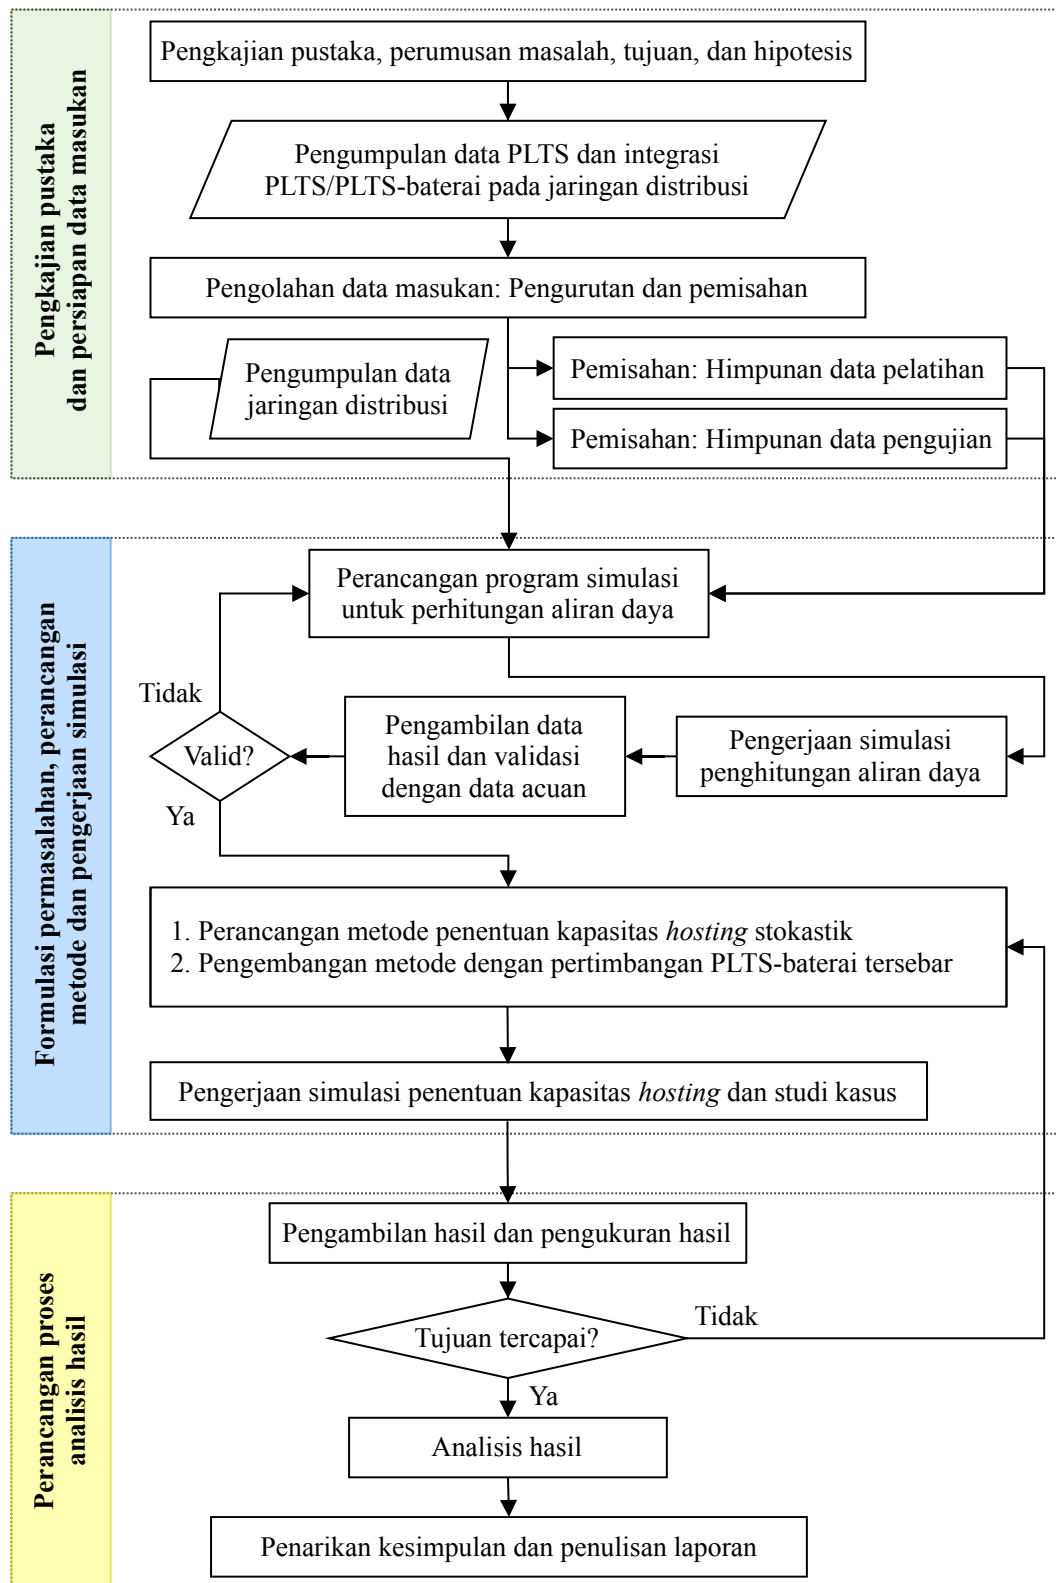 Pengkajian pustaka
dan persiapan data masukan
Pengkajian pustaka, perumusan masalah, tujuan, dan hipotesis
Pengumpulan data PLTS dan integrasi
PLTS/PLTS-baterai pada jaringan distribusi
Pengolahan data masukan: Pengurutan dan pemisahan
Pengumpulan data
jaringan distribusi
Pemisahan: Himpunan data pelatihan
Pemisahan: Himpunan data pengujian
Formulasi permasalahan, perancangan
metode dan pengerjaan simulasi
Perancangan program simulasi
untuk perhitungan aliran daya
Pengerjaan simulasi
penghitungan aliran daya
Pengambilan data
hasil dan validasi
dengan data acuan
Valid?
Tidak
Ya
1. Perancangan metode penentuan kapasitas hosting stokastik
2. Pengembangan metode dengan pertimbangan PLTS-baterai tersebar
Pengerjaan simulasi penentuan kapasitas hosting dan studi kasus
Perancangan proses
analisis hasil
Pengambilan hasil dan pengukuran hasil
Tujuan tercapai?
Tidak
Ya
Analisis hasil
Penarikan kesimpulan dan penulisan laporan